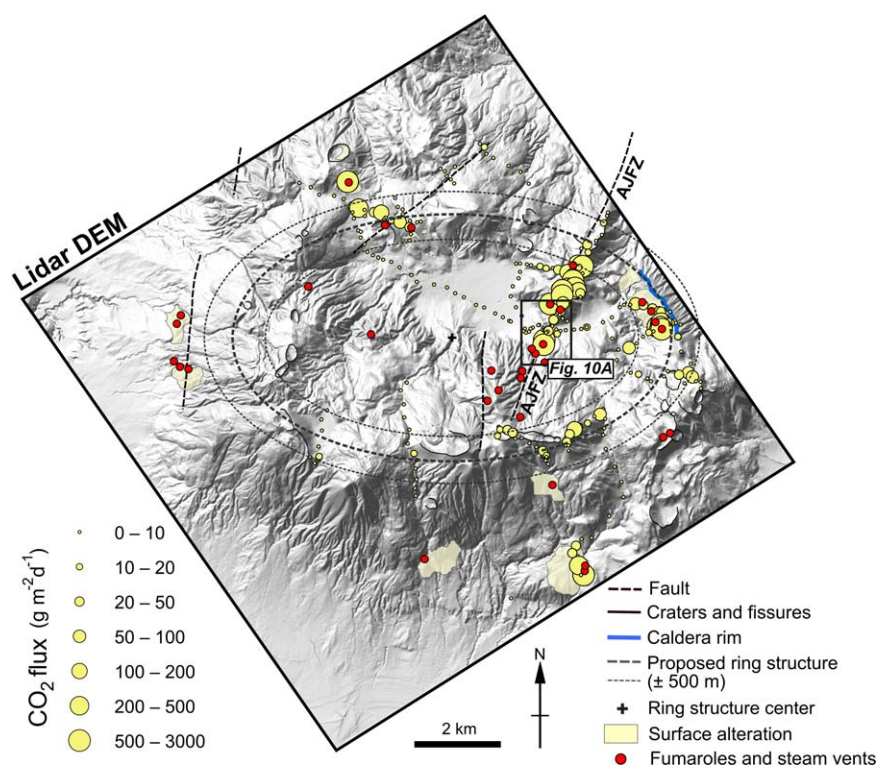 Lidar DEM
AJFZ
Fig. 10A
AJFZ
CO₂ flux (g m⁻²d⁻¹)
0 – 10
10 – 20
20 – 50
50 – 100
100 – 200
200 – 500
500 – 3000
2 km
N
Fault
Craters and fissures
Caldera rim
Proposed ring structure
(± 500 m)
Ring structure center
Surface alteration
Fumaroles and steam vents